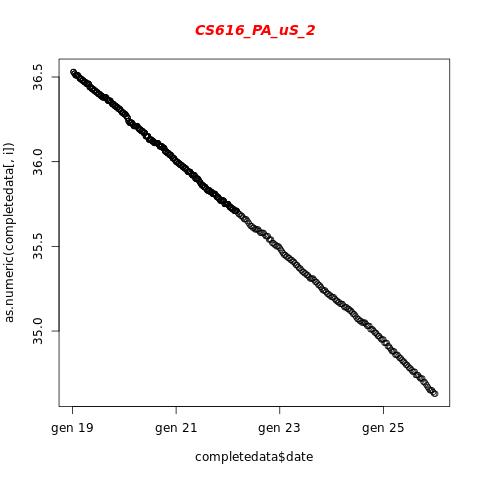 CS616_PA_uS_2
as.numeric(completedata[, i])
36.5
36.0
35.5
35.0
gen 19 gen 21 gen 23 gen 25
completedata$date